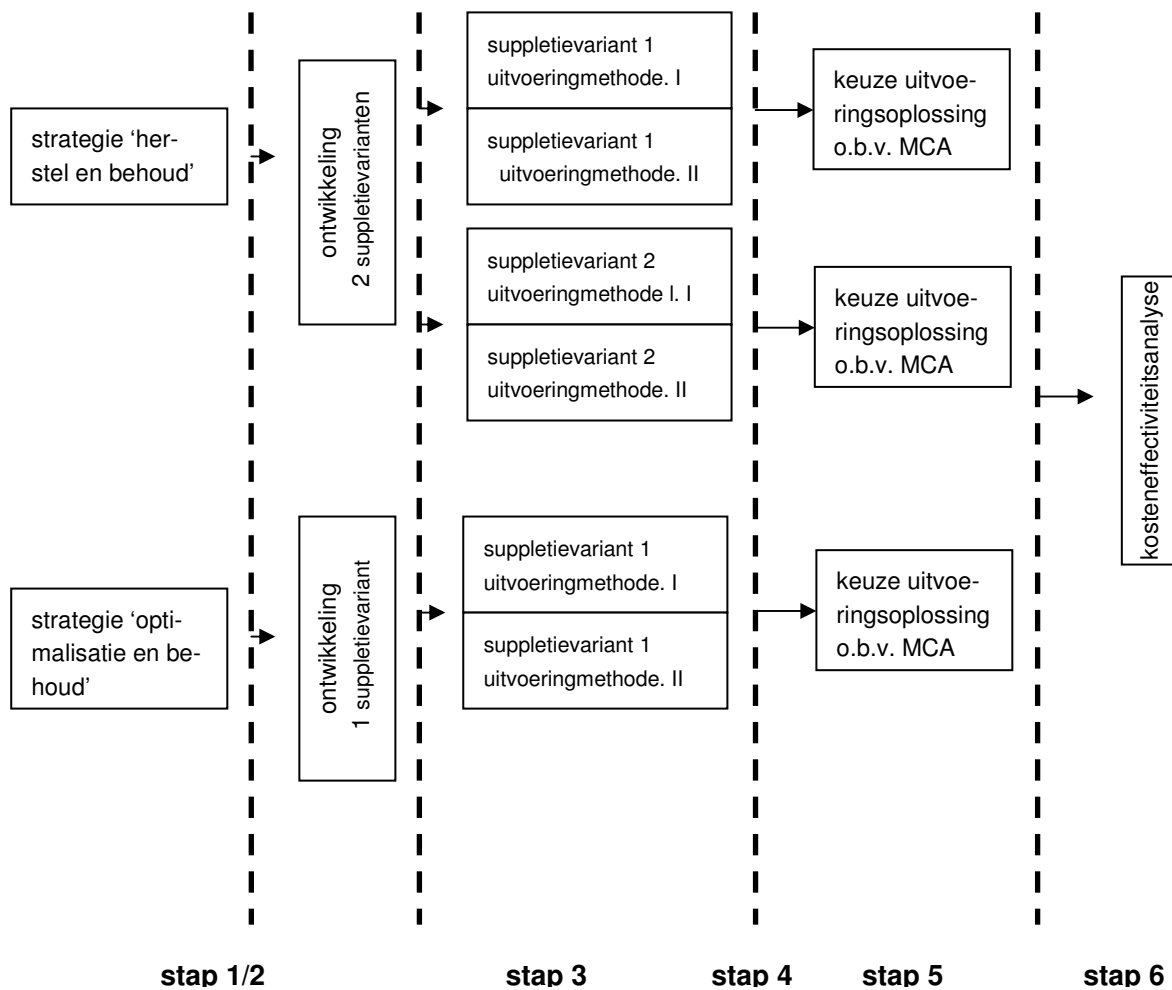 strategie ‘her-
stel en behoud’
ontwikkeling
2 suppletievarianten
suppletievariant 1
uitvoeringmethode. I
suppletievariant 1
uitvoeringmethode. II
keuze uitvoe-
ringsoplossing
o.b.v. MCA
suppletievariant 2
uitvoeringmethode I. I
suppletievariant 2
uitvoeringmethode. II
keuze uitvoe-
ringsoplossing
o.b.v. MCA
kosteneffectiviteitsanalyse
strategie ‘opti-
malisatie en be-
houd’
ontwikkeling
1 suppletievariant
suppletievariant 1
uitvoeringmethode. I
suppletievariant 1
uitvoeringmethode. II
keuze uitvoe-
ringsoplossing
o.b.v. MCA
stap 1/2 stap 3 stap 4 stap 5 stap 6